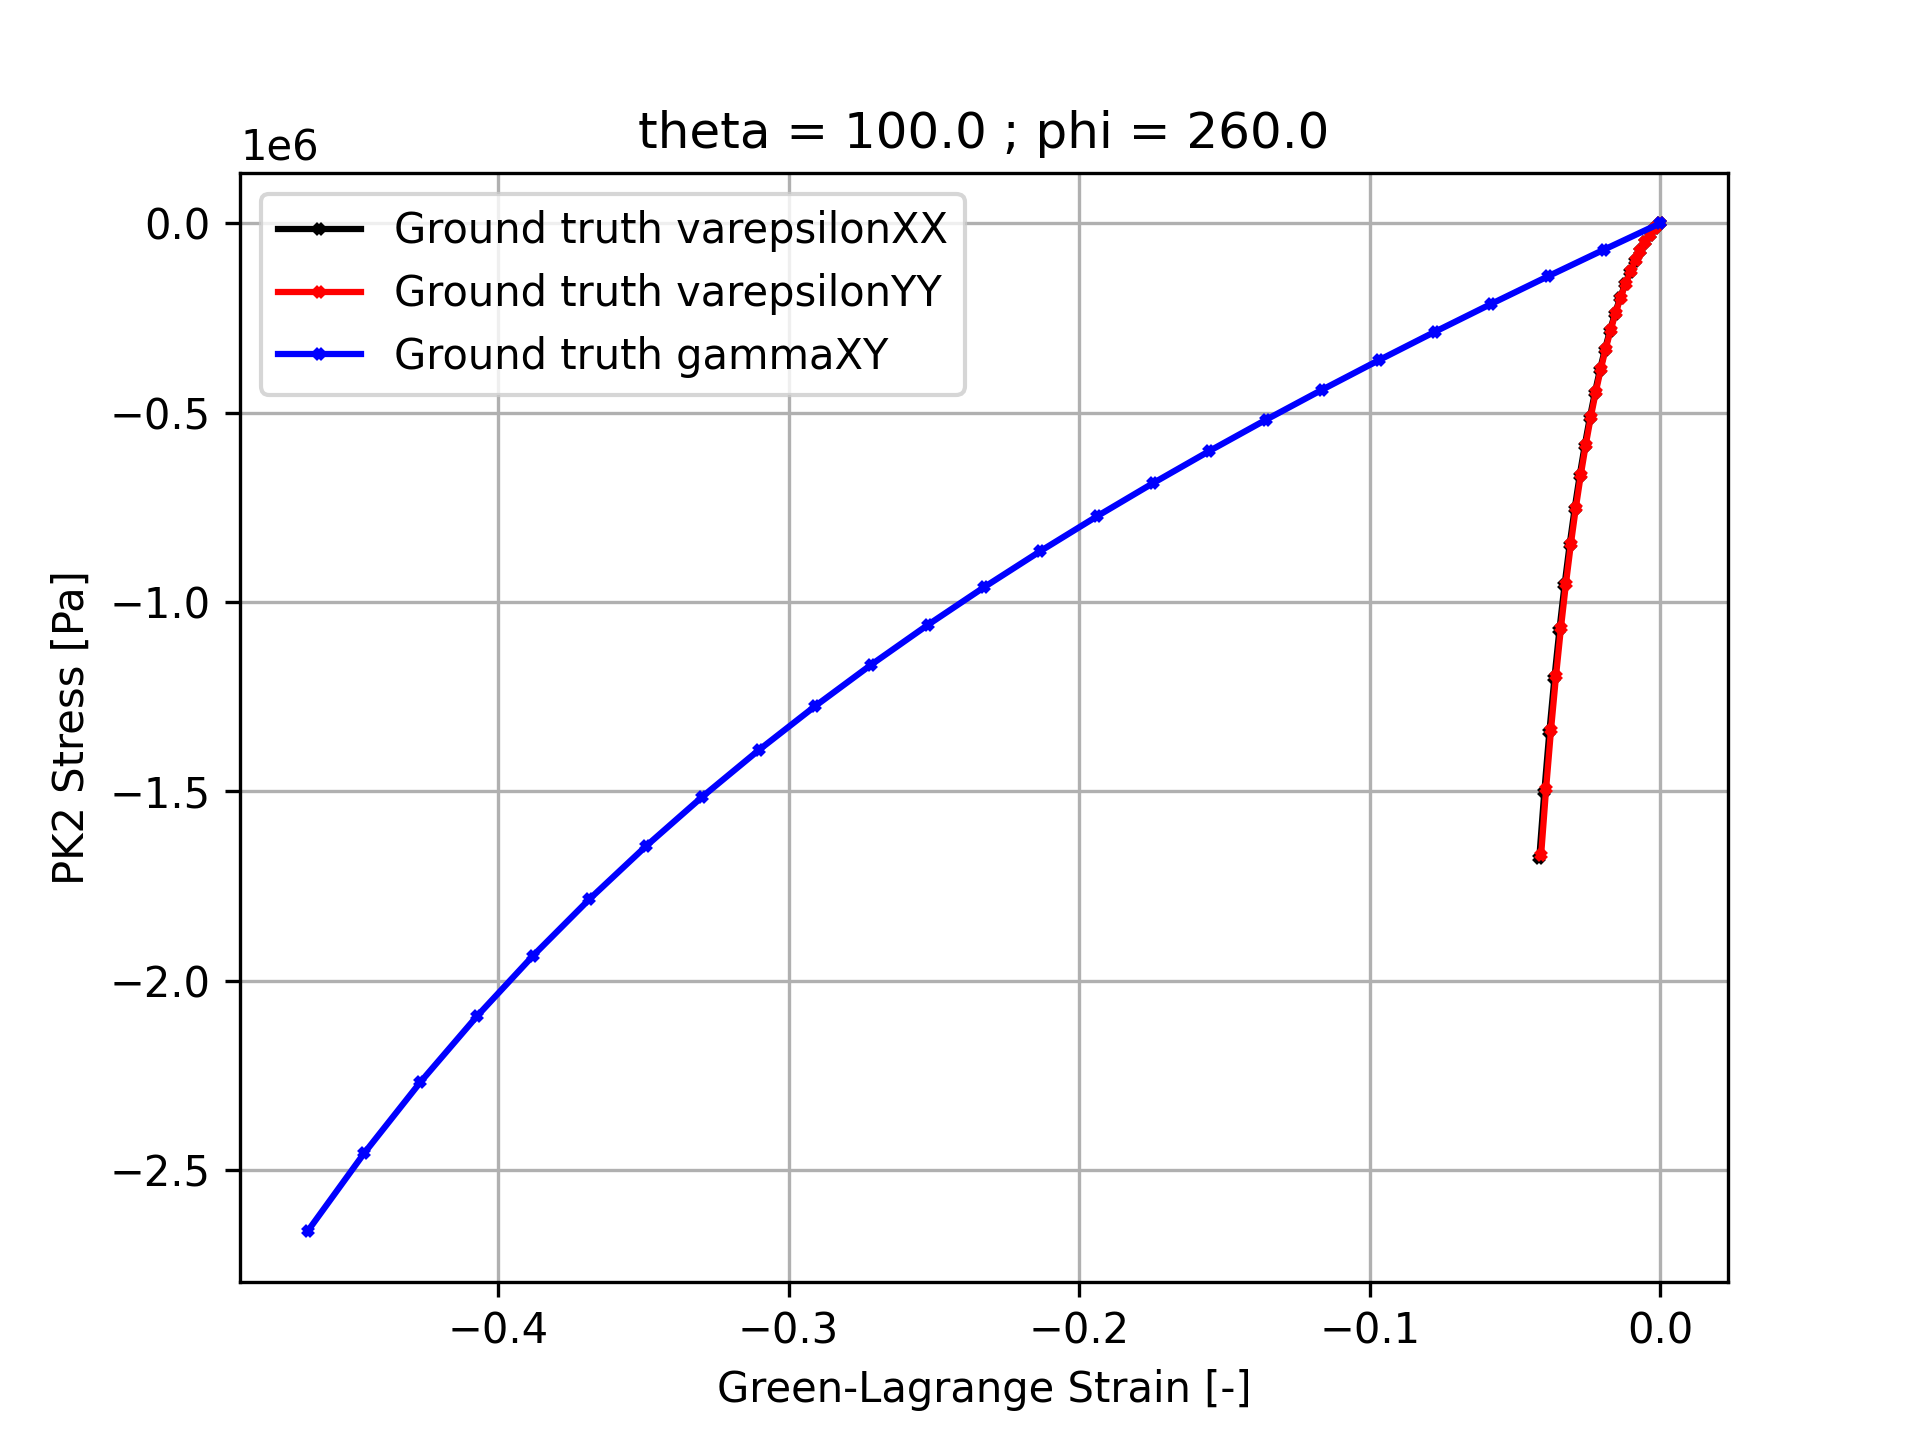 theta = 100.0 ; phi = 260.0
1e6
Ground truth varepsilonXX
Ground truth varepsilonYY
Ground truth gammaXY
0.0
−0.5
−1.0
−1.5
−2.0
−2.5
PK2 Stress [Pa]
−0.4 −0.3 −0.2 −0.1 0.0
Green-Lagrange Strain [-]